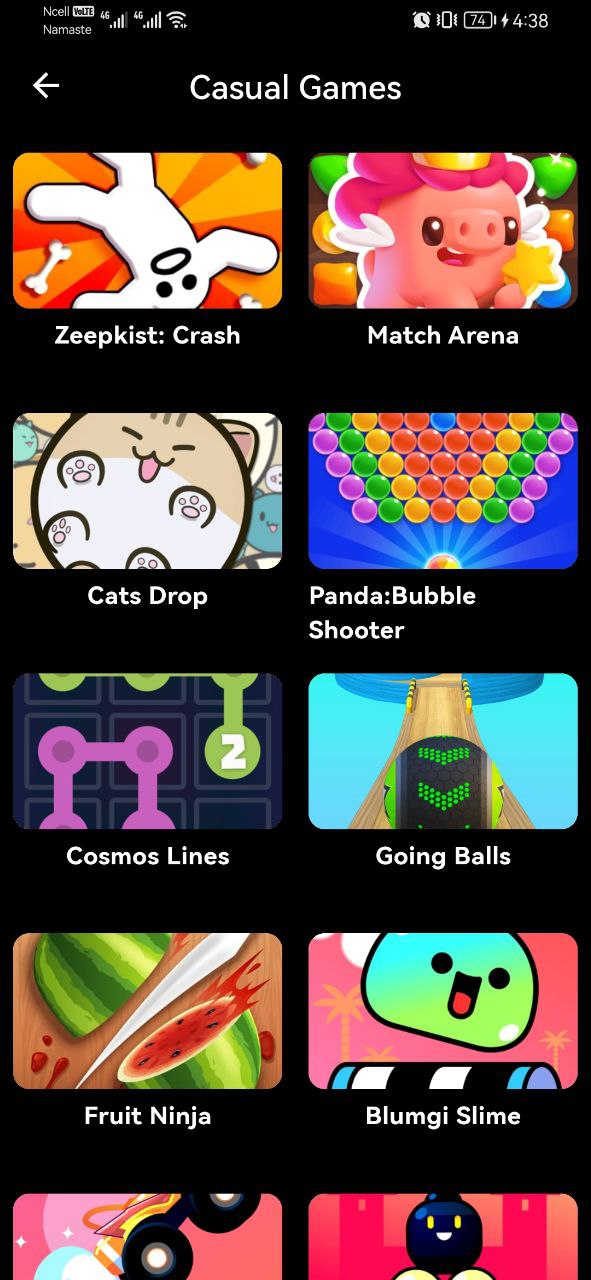 Ncell VoLTE
Namaste
4G
4G
74
4:38
Casual Games
Zeepkist: Crash
Match Arena
Cats Drop
Panda:Bubble
Shooter
2
Cosmos Lines
Going Balls
Fruit Ninja
Blumgi Slime